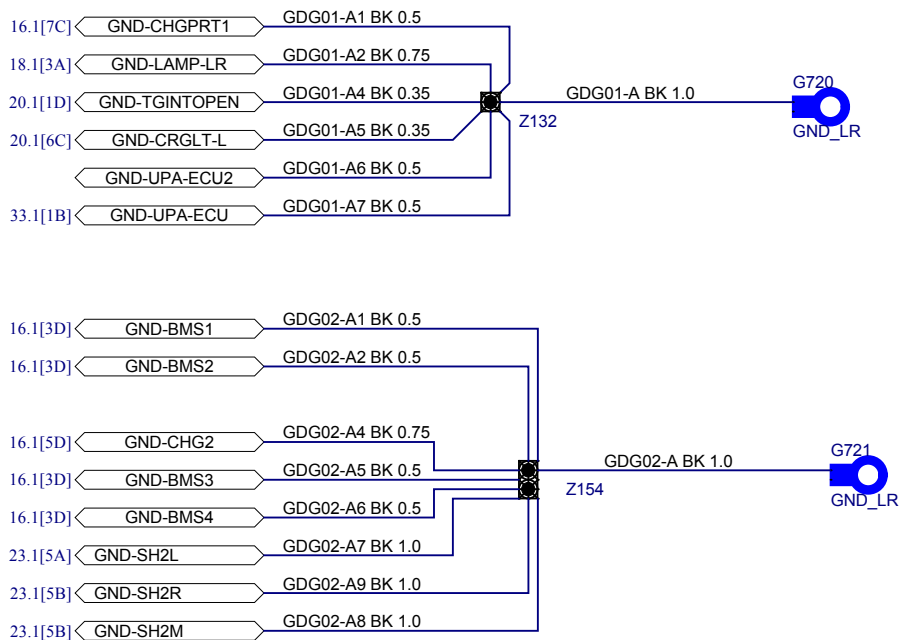 16.1[7C] GND-CHGPRT1 GDG01-A1 BK 0.5
18.1[3A] GND-LAMP-LR GDG01-A2 BK 0.75
20.1[1D] GND-TGINTOPEN GDG01-A4 BK 0.35
GDG01-A BK 1.0
G720
Z132
GND_LR
20.1[6C] GND-CRGLT-L GDG01-A5 BK 0.35
GND-UPA-ECU2 GDG01-A6 BK 0.5
33.1[1B] GND-UPA-ECU GDG01-A7 BK 0.5
16.1[3D] GND-BMS1 GDG02-A1 BK 0.5
16.1[3D] GND-BMS2 GDG02-A2 BK 0.5
16.1[5D] GND-CHG2 GDG02-A4 BK 0.75
GDG02-A BK 1.0
G721
16.1[3D] GND-BMS3 GDG02-A5 BK 0.5
Z154
GND_LR
16.1[3D] GND-BMS4 GDG02-A6 BK 0.5
23.1[5A] GND-SH2L GDG02-A7 BK 1.0
23.1[5B] GND-SH2R GDG02-A9 BK 1.0
23.1[5B] GND-SH2M GDG02-A8 BK 1.0